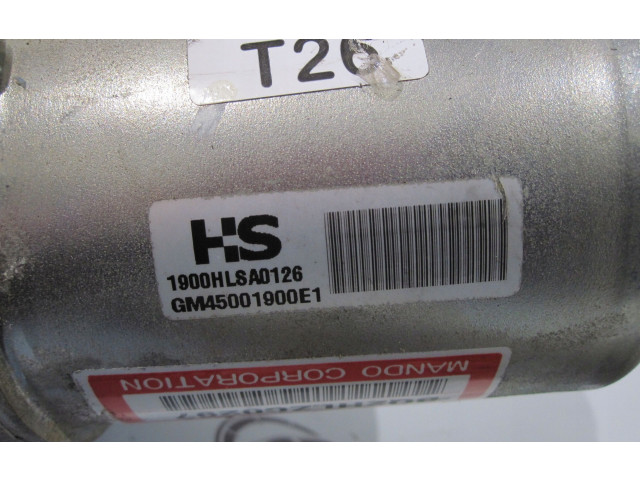 T26
HS
1900HLSA0126
GM45001900E1
MANDO CORPORATION